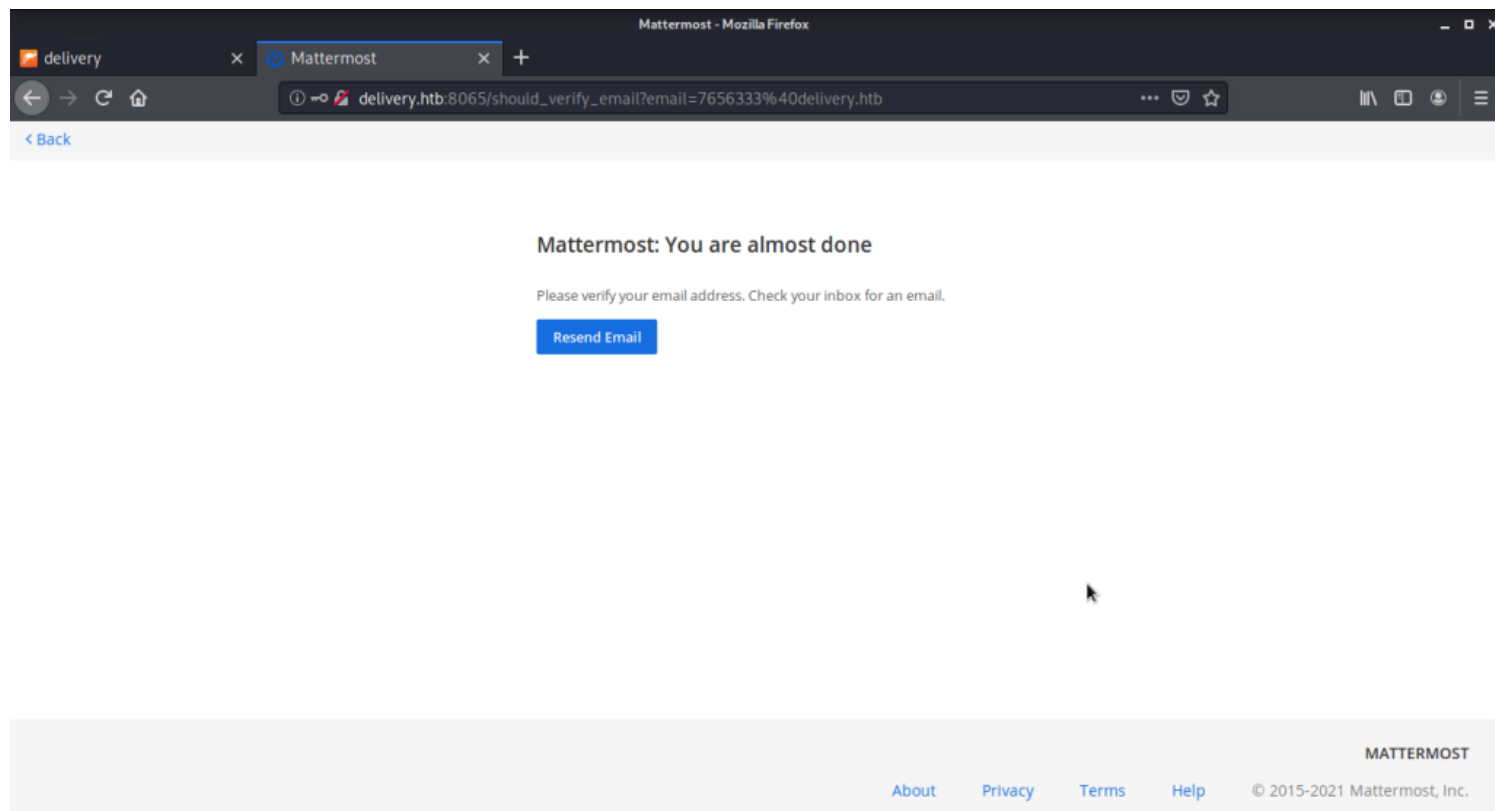 Mattermost - Mozilla Firefox
delivery
Mattermost
delivery.htb:8065/should_verify_email?email=7656333%40delivery.htb
< Back
Mattermost: You are almost done
Please verify your email address. Check your inbox for an email.
Resend Email
MATTERMOST
About Privacy Terms Help © 2015-2021 Mattermost, Inc.